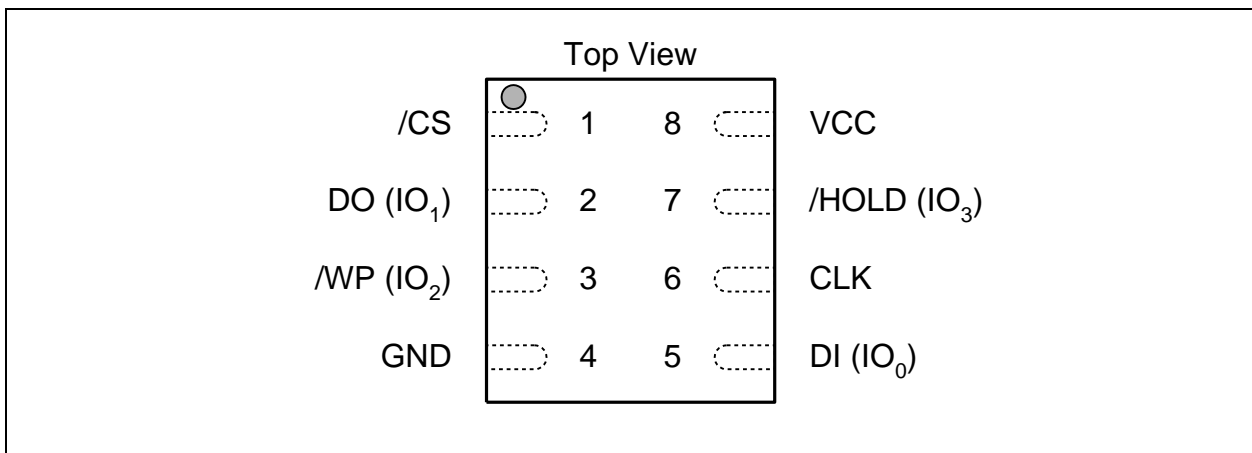 Top View
/CS 1 8 VCC
DO (IO₁) 2 7 /HOLD (IO₃)
/WP (IO₂) 3 6 CLK
GND 4 5 DI (IO₀)